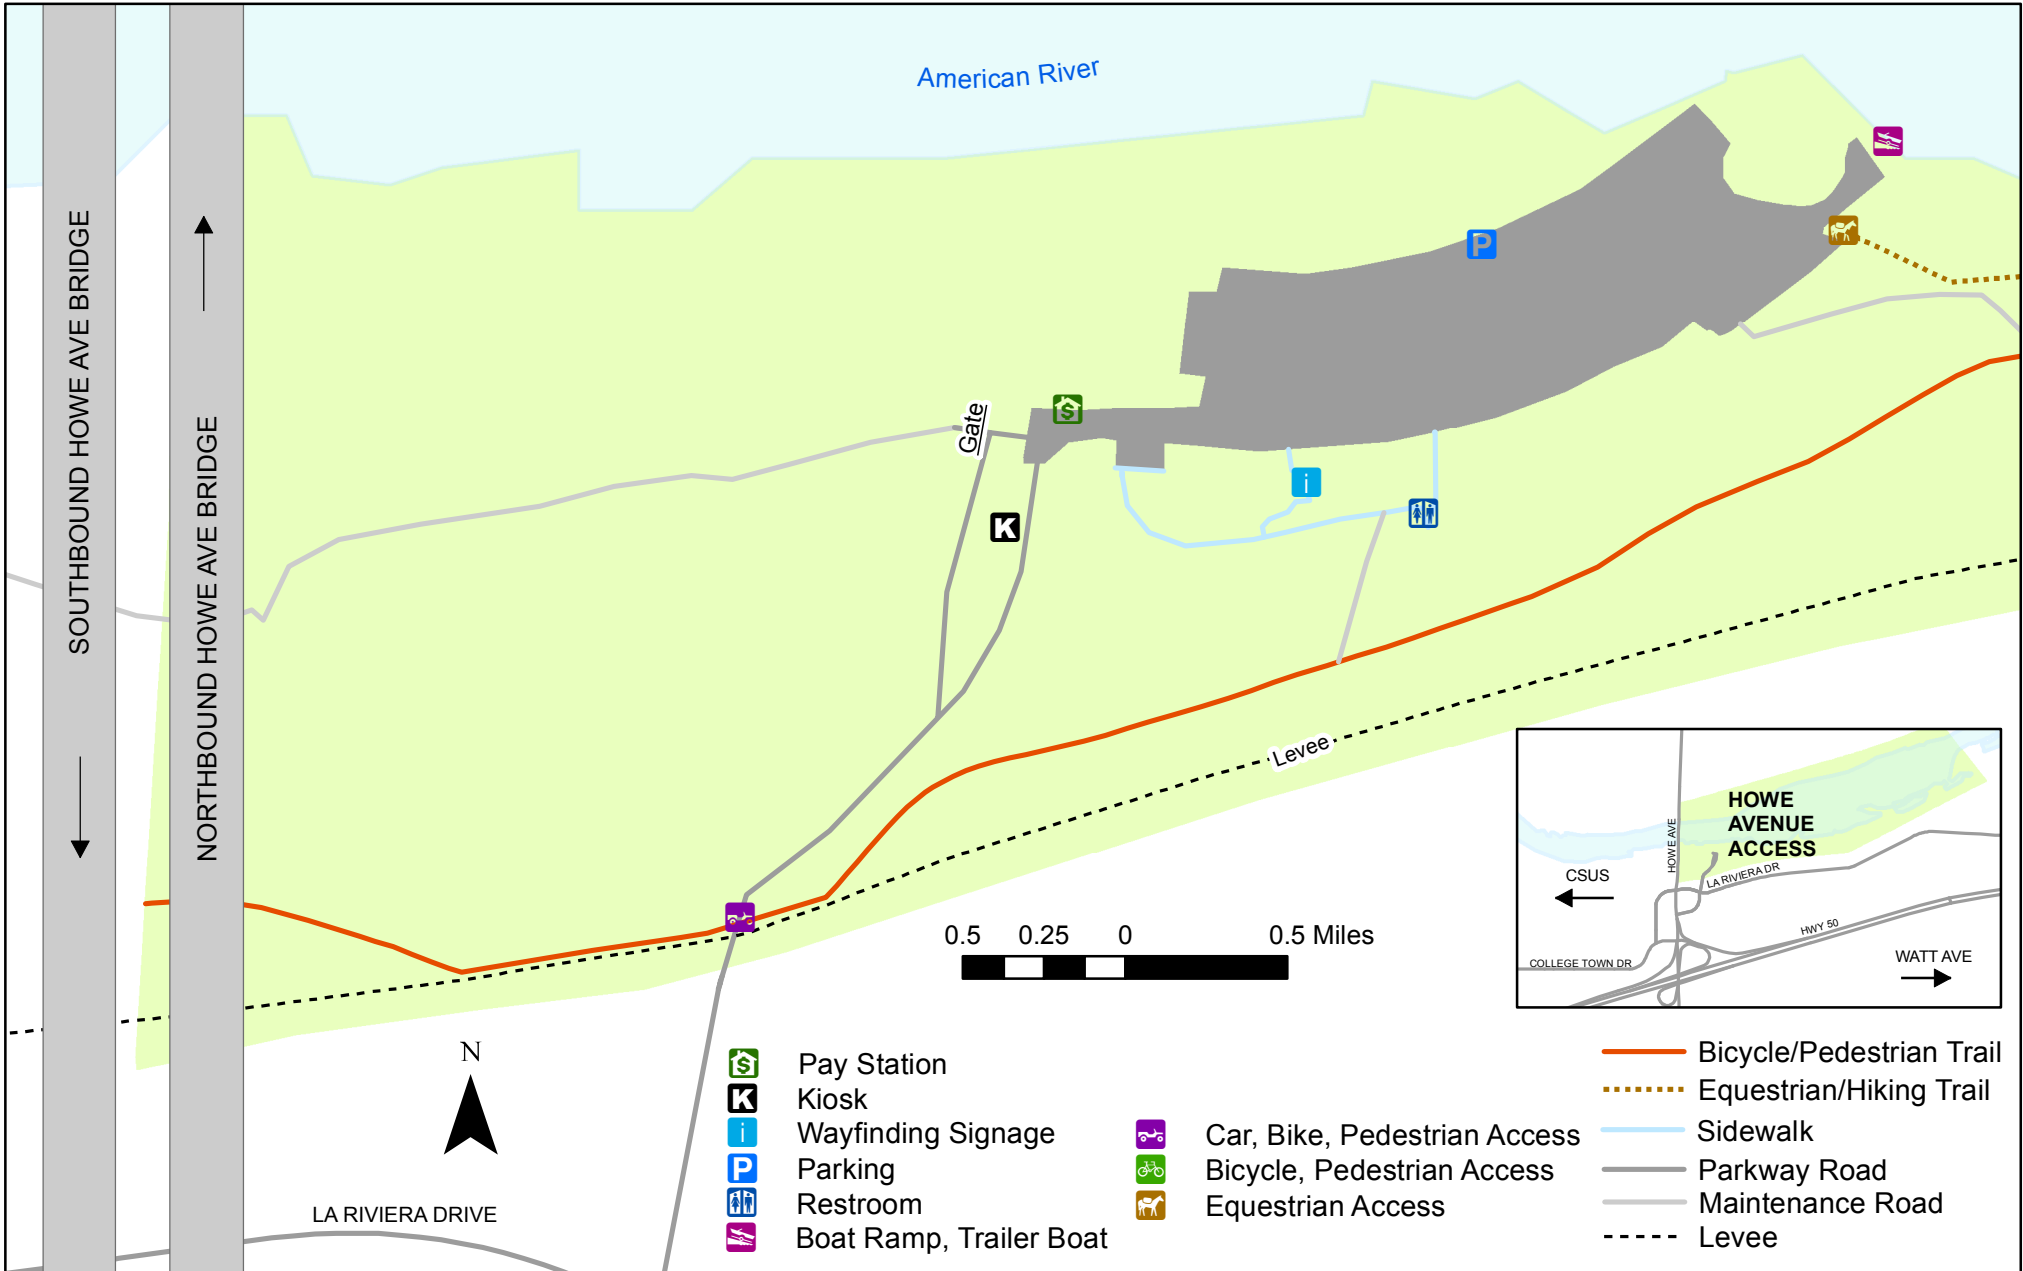 American River
SOUTHBOUND HOWE AVE BRIDGE
NORTHBOUND HOWE AVE BRIDGE
P
$
Gate
i
K
Levee
HOWE
AVENUE
ACCESS
HOWE AVE
CSUS
LA RIVIERA DR
HWY 50
COLLEGE TOWN DR
WATT AVE
0.5 0.25 0 0.5 Miles
N
LA RIVIERA DRIVE
$ Pay Station
K Kiosk
i Wayfinding Signage
P Parking
Restroom
Boat Ramp, Trailer Boat
Car, Bike, Pedestrian Access
Bicycle, Pedestrian Access
Equestrian Access
Bicycle/Pedestrian Trail
Equestrian/Hiking Trail
Sidewalk
Parkway Road
Maintenance Road
Levee